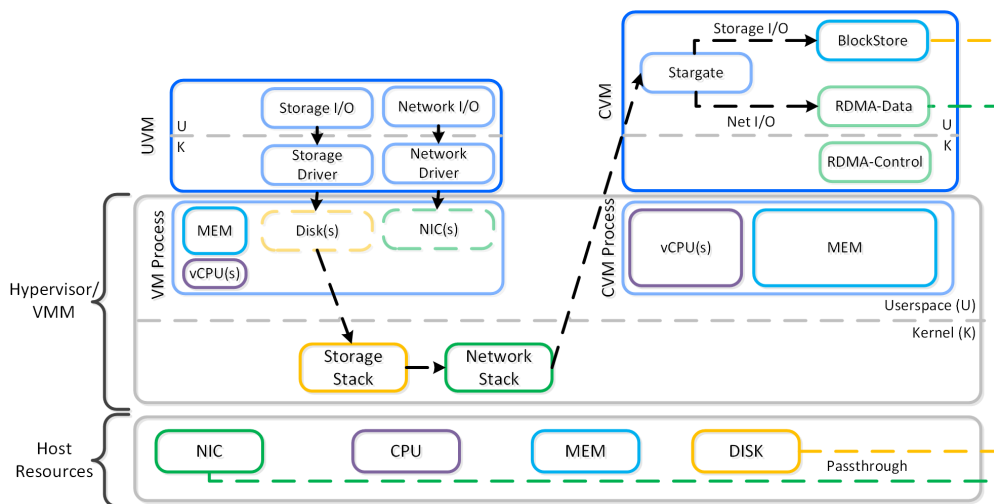 UVM
Storage I/O
Network I/O
U
K
Storage
Driver
Network
Driver
CVM
Stargate
Storage I/O
BlockStore
Net I/O
RDMA-Data
U
K
RDMA-Control
Hypervisor/
VMM
VM Process
MEM
vCPU(s)
Disk(s)
NIC(s)
CVM Process
vCPU(s)
MEM
Userspace (U)
Kernel (K)
Storage
Stack
Network
Stack
Host
Resources
NIC
CPU
MEM
DISK
Passthrough